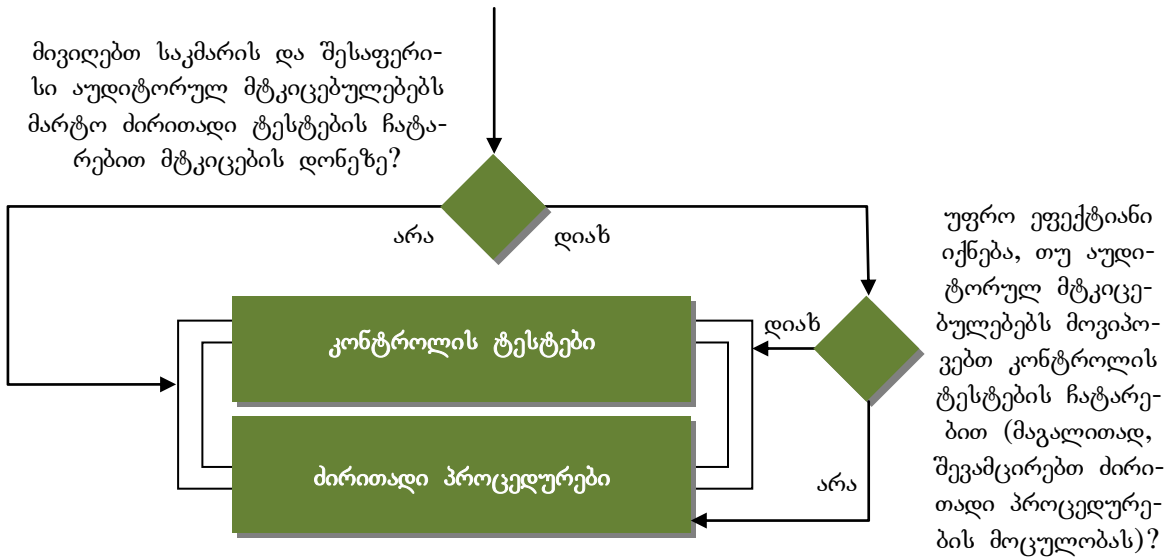 მივიღებთ საკმარის და შესაფერი-
სი აუდიტორულ მტკიცებულებებს
მარტო ძირითადი ტესტების ჩატა-
რებით მტკიცების დონეზე?
არა
დიახ
უფრო ეფექტიანი
იქნება, თუ აუდი-
ტორულ მტკიცე-
ბულებებს მოვიპო-
ვებთ კონტროლის
ტესტების ჩატარე-
ბით (მაგალითად,
შევამცირებთ ძირი-
თადი პროცედურე-
ბის მოცულობას)?
დიახ
კონტროლის ტესტები
არა
ძირითადი პროცედურები